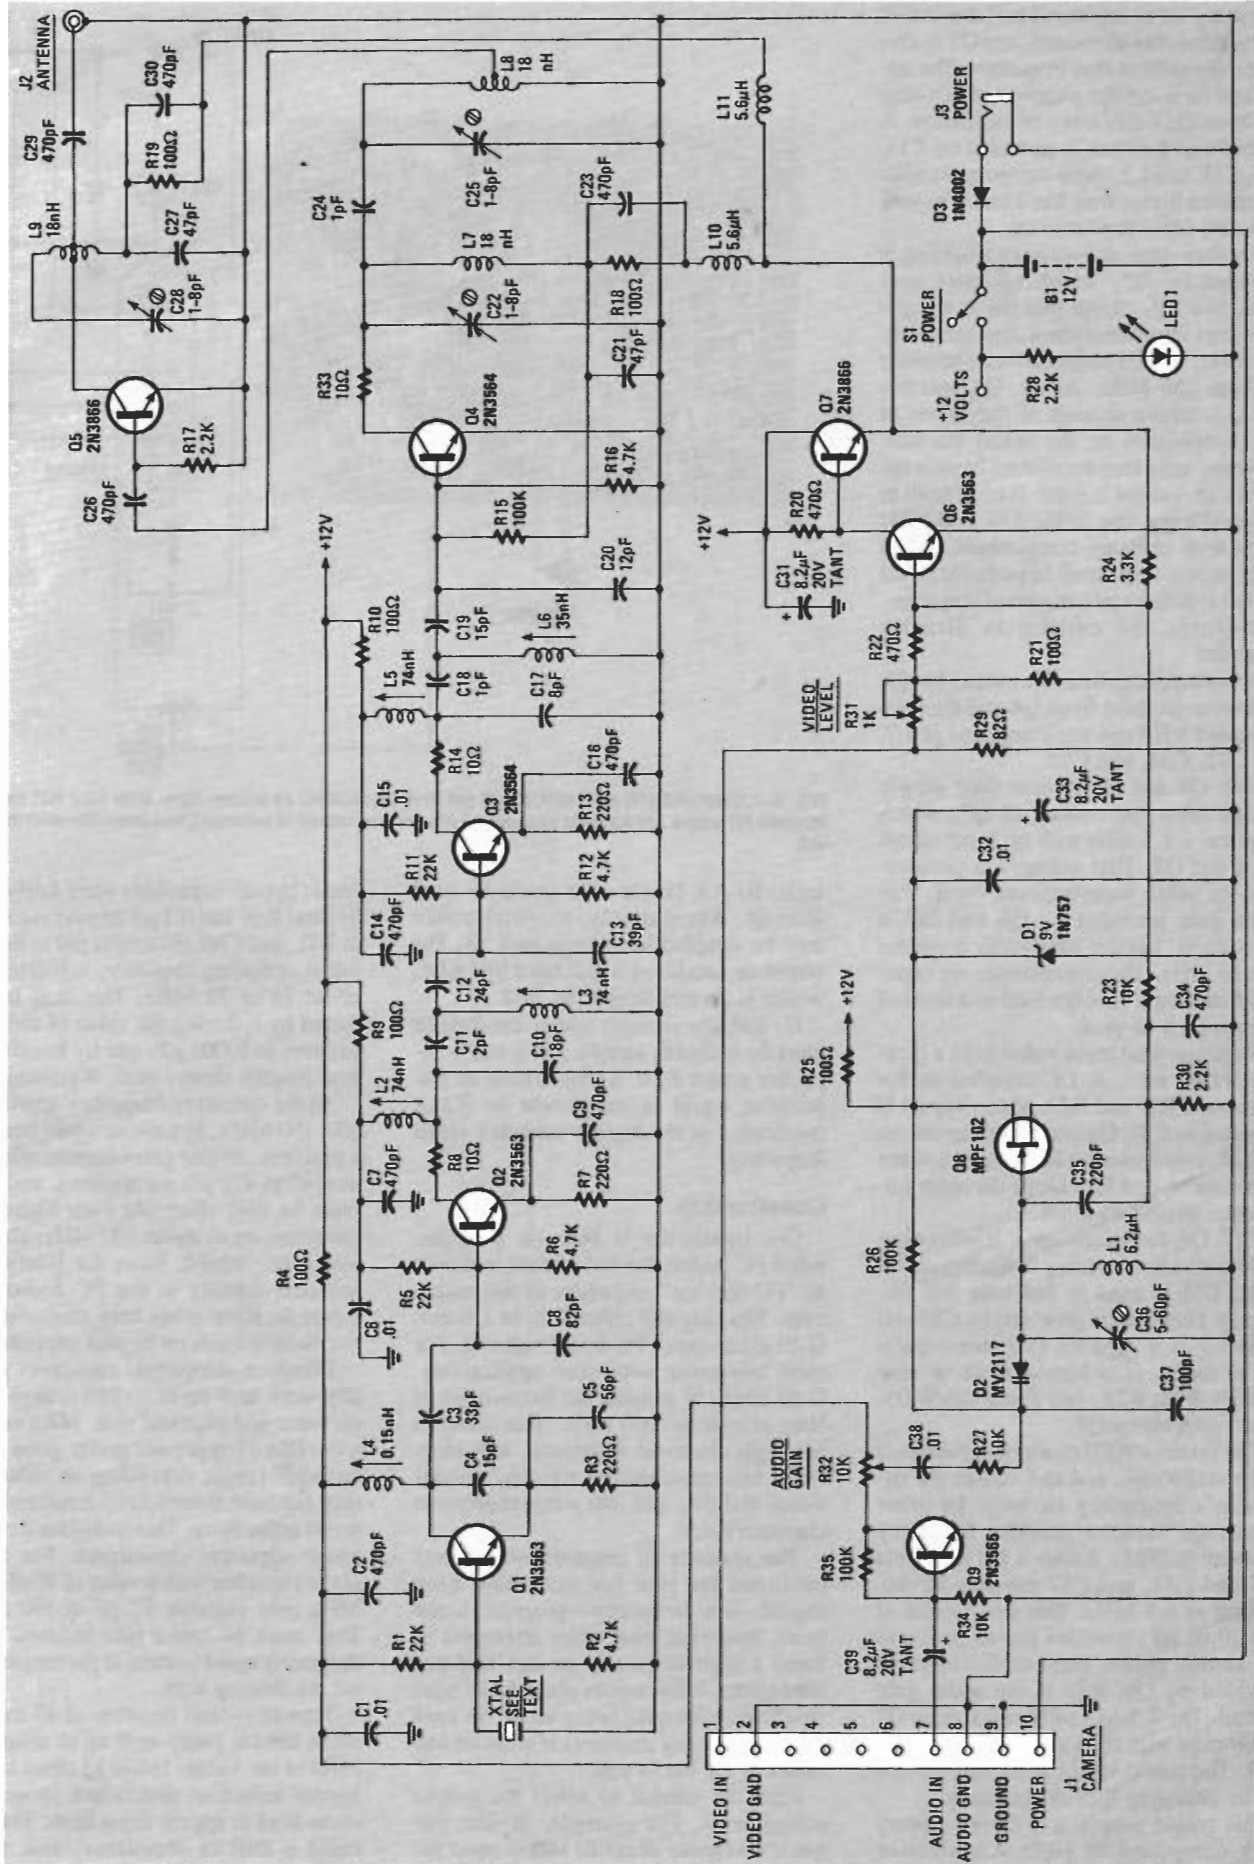 J2
ANTENNA
C29
470pF
C30
470pF
R19
100Ω
L9
18nH
C27
47pF
C28
1-8pF
Q5
2N3866
R17
2.2K
C26
470pF
L8
18
nH
C25
1-8pF
C24
1pF
L7
18
nH
C22
1-8pF
C23
470pF
R18
100Ω
C21
47pF
L10
5.6μH
L11
5.6μH
R33
10Ω
Q4
2N3564
R16
4.7K
R15
100K
C20
12pF
C19
15pF
L6
35nH
C18
1pF
C17
8pF
L5
74nH
R10
100Ω
+12V
R14
10Ω
C16
470pF
Q3
2N3564
R13
220Ω
R12
4.7K
R11
22K
C15
.01
C14
470pF
C13
39pF
C12
24pF
L3
74nH
C11
2pF
C10
18pF
R9
100Ω
L2
74nH
C9
470pF
R8
10Ω
Q2
2N3563
R7
220Ω
C7
470pF
R6
4.7K
R5
22K
C6
.01
C8
82pF
R4
100Ω
C3
33pF
C5
56pF
L4
0.15nH
C4
15pF
R3
220Ω
Q1
2N3563
C2
470pF
R1
22K
R2
4.7K
C1
.01
XTAL
SEE
TEXT
J3
POWER
D3
1N4002
B1
12V
S1
POWER
+12
VOLTS
R28
2.2K
LED1
Q7
2N3866
R20
470Ω
+12V
C31
8.2μF
20V
TANT
Q6
2N3563
R24
3.3K
R22
470Ω
R21
100Ω
VIDEO
LEVEL
R31
1K
R29
82Ω
C33
8.2μF
20V
TANT
C32
.01
D1
9V
1N757
R23
10K
C34
470pF
R30
2.2K
+12V
R25
100Ω
Q8
MPF102
C35
220pF
R26
100K
L1
6.2μH
C36
5-60pF
D2
MV2117
C37
100pF
AUDIO
GAIN
R32
10K
C38
.01
R27
10K
R35
100K
Q9
2N3565
R34
10K
C39
8.2μF
20V
TANT
VIDEO IN 1
VIDEO GND 2
3
4
5
6
AUDIO IN 7
AUDIO GND 8
GROUND 9
POWER 10
J1
CAMERA